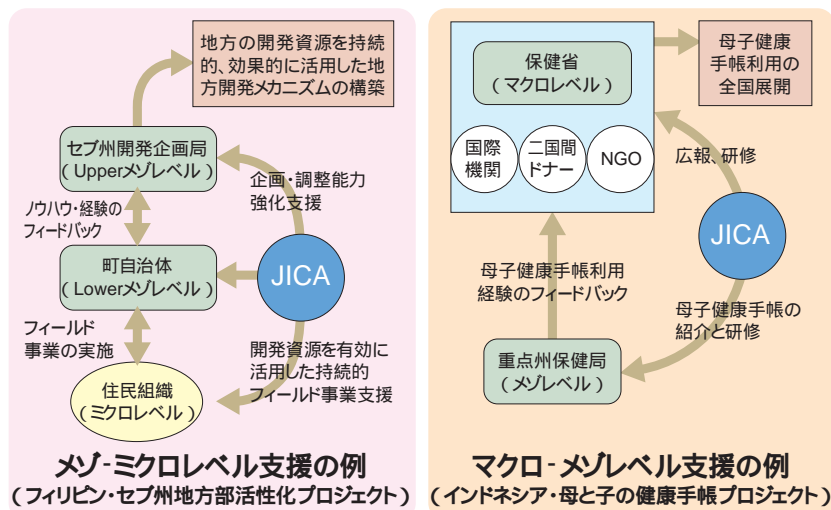 地方の開発資源を持続
的、効果的に活用した地
方開発メカニズムの構築
セブ州開発企画局
(Upperメゾレベル)
ノウハウ・経験の
フィードバック
企画・調整能力
強化支援
町自治体
(Lowerメゾレベル)
JICA
フィールド
事業の実施
開発資源を有効に
活用した持続的
フィールド事業支援
住民組織
(ミクロレベル)
メゾ-ミクロレベル支援の例
(フィリピン・セブ州地方部活性化プロジェクト)
保健省
(マクロレベル)
国際
機関
二国間
ドナー
NGO
母子健康
手帳利用の
全国展開
広報、研修
JICA
母子健康手帳利用
経験のフィードバック
母子健康手帳の
紹介と研修
重点州保健局
(メゾレベル)
マクロ-メゾレベル支援の例
(インドネシア・母と子の健康手帳プロジェクト)